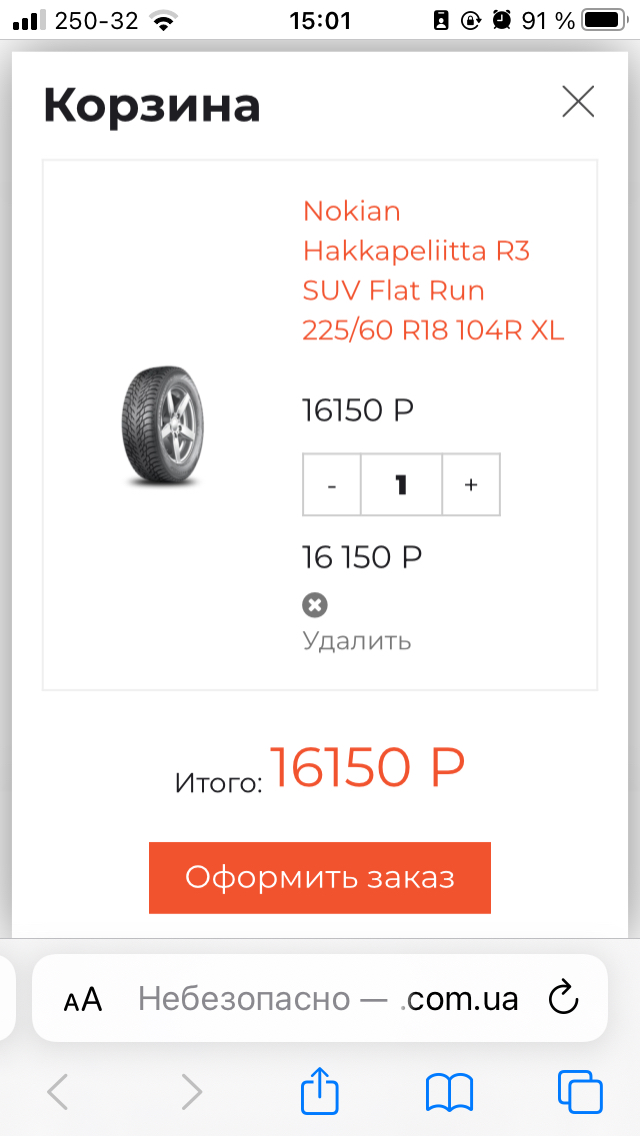 250-32 15:01 91 %
Корзина
Nokian
Hakkapeliitta R3
SUV Flat Run
225/60 R18 104R XL
16150 Р
- 1 +
16 150 Р
Удалить
Итого: 16150 Р
Оформить заказ
AA Небезопасно — .com.ua